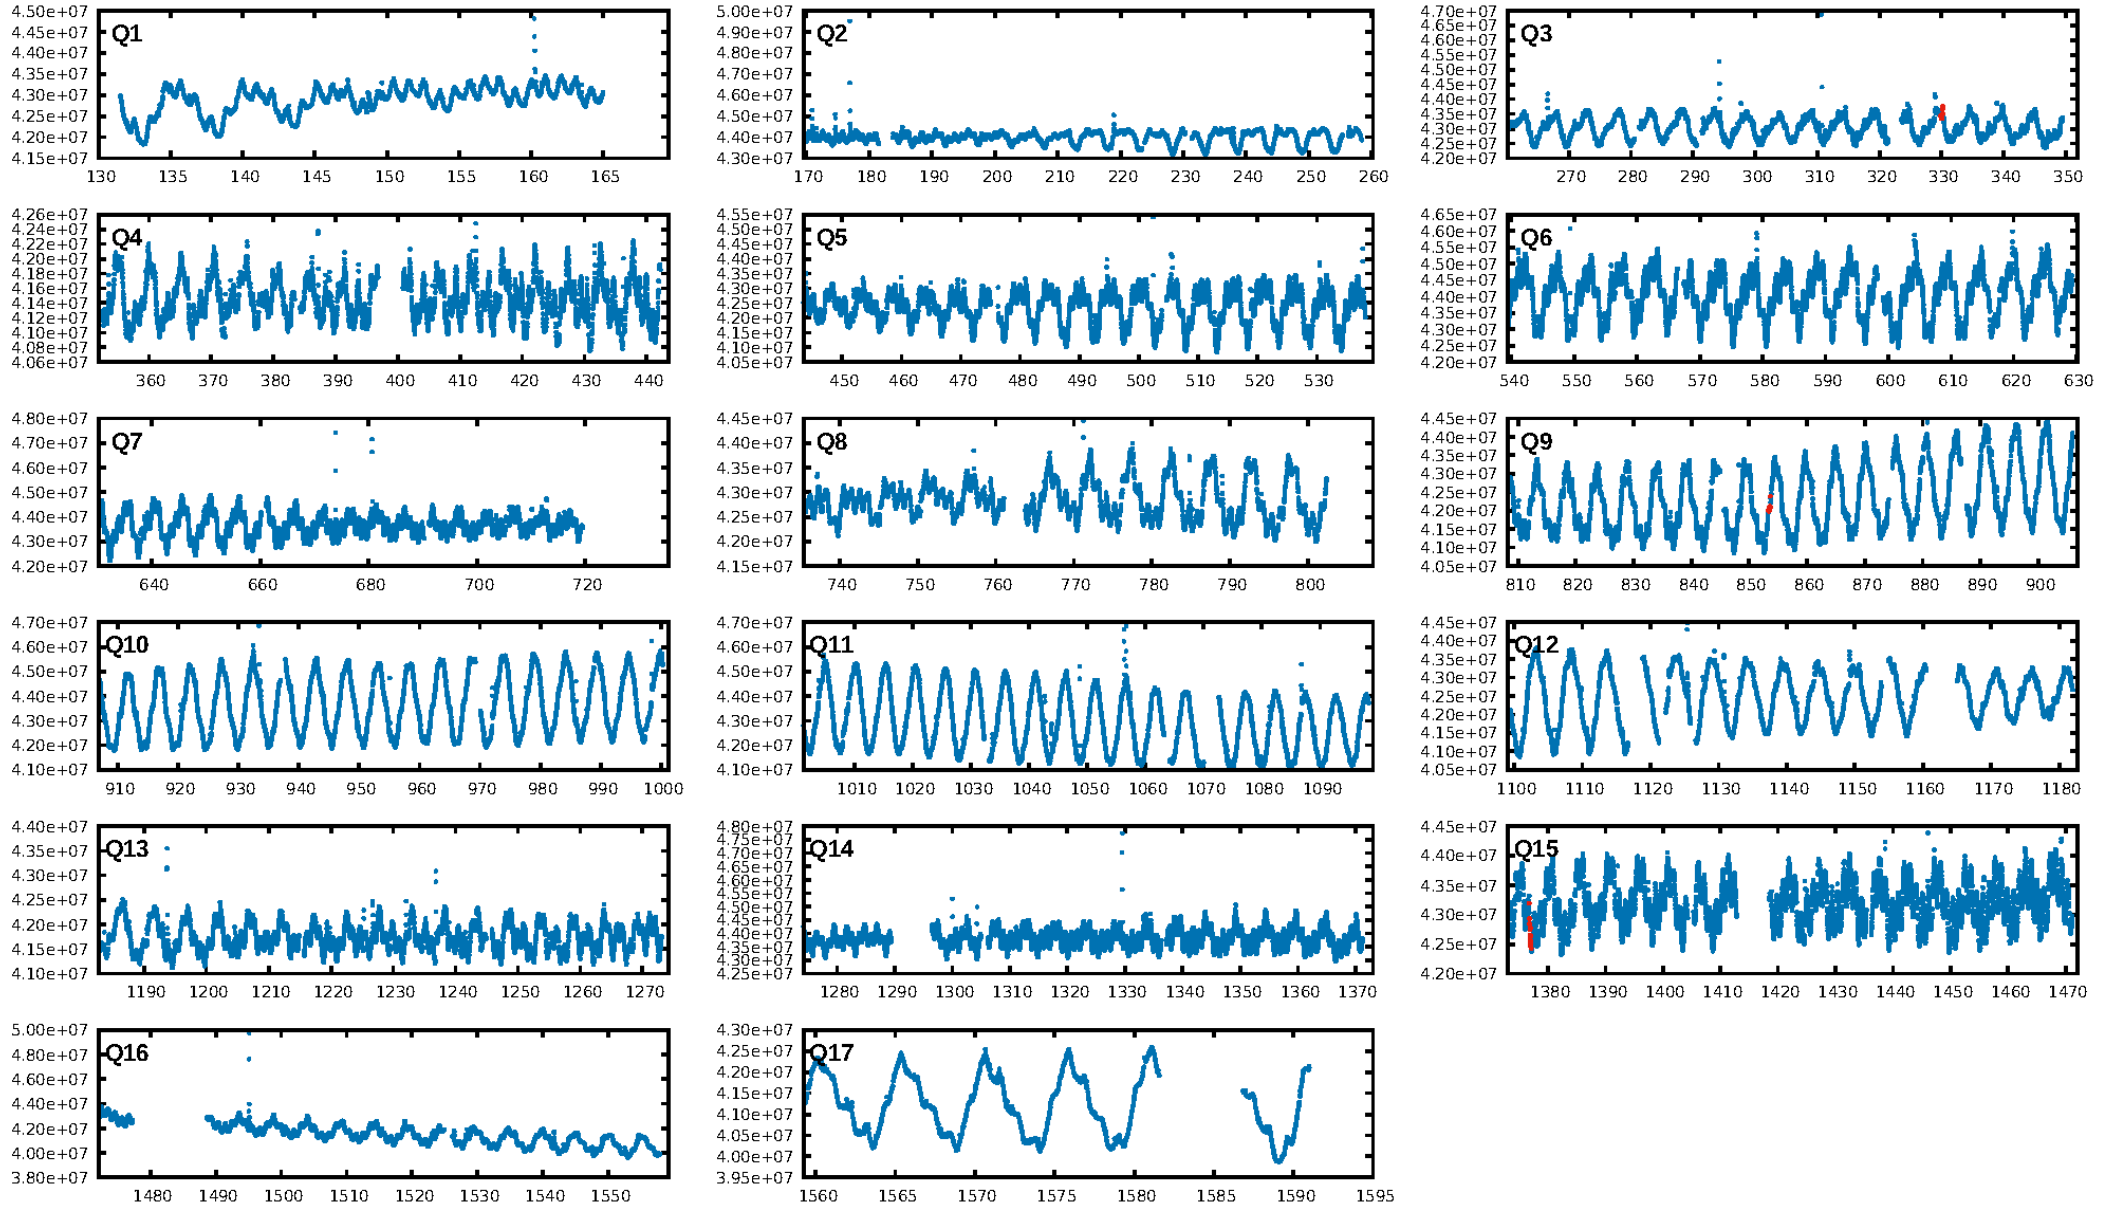 4.50e+07
4.45e+07
4.40e+07
4.35e+07
4.30e+07
4.25e+07
4.20e+07
4.15e+07
Q1
130 135 140 145 150 155 160 165
5.00e+07
4.90e+07
4.80e+07
4.70e+07
4.60e+07
4.50e+07
4.40e+07
4.30e+07
Q2
170 180 190 200 210 220 230 240 250 260
4.70e+07
4.65e+07
4.60e+07
4.55e+07
4.50e+07
4.45e+07
4.40e+07
4.35e+07
4.30e+07
4.25e+07
4.20e+07
Q3
270 280 290 300 310 320 330 340 350
4.26e+07
4.24e+07
4.22e+07
4.20e+07
4.18e+07
4.16e+07
4.14e+07
4.12e+07
4.10e+07
4.08e+07
4.06e+07
Q4
360 370 380 390 400 410 420 430 440
4.55e+07
4.50e+07
4.45e+07
4.40e+07
4.35e+07
4.30e+07
4.25e+07
4.20e+07
4.15e+07
4.10e+07
4.05e+07
Q5
450 460 470 480 490 500 510 520 530
4.65e+07
4.60e+07
4.55e+07
4.50e+07
4.45e+07
4.40e+07
4.35e+07
4.30e+07
4.25e+07
4.20e+07
Q6
540 550 560 570 580 590 600 610 620 630
4.80e+07
4.70e+07
4.60e+07
4.50e+07
4.40e+07
4.30e+07
4.20e+07
Q7
640 660 680 700 720
4.45e+07
4.40e+07
4.35e+07
4.30e+07
4.25e+07
4.20e+07
4.15e+07
Q8
740 750 760 770 780 790 800
4.45e+07
4.40e+07
4.35e+07
4.30e+07
4.25e+07
4.20e+07
4.15e+07
4.10e+07
4.05e+07
Q9
810 820 830 840 850 860 870 880 890 900
4.70e+07
4.60e+07
4.50e+07
4.40e+07
4.30e+07
4.20e+07
4.10e+07
Q10
910 920 930 940 950 960 970 980 990 1000
4.70e+07
4.60e+07
4.50e+07
4.40e+07
4.30e+07
4.20e+07
4.10e+07
Q11
1010 1020 1030 1040 1050 1060 1070 1080 1090
4.45e+07
4.40e+07
4.35e+07
4.30e+07
4.25e+07
4.20e+07
4.15e+07
4.10e+07
4.05e+07
Q12
1100 1110 1120 1130 1140 1150 1160 1170 1180
4.40e+07
4.35e+07
4.30e+07
4.25e+07
4.20e+07
4.15e+07
4.10e+07
Q13
1190 1200 1210 1220 1230 1240 1250 1260 1270
4.80e+07
4.75e+07
4.70e+07
4.65e+07
4.60e+07
4.55e+07
4.50e+07
4.45e+07
4.40e+07
4.35e+07
4.30e+07
4.25e+07
Q14
1280 1290 1300 1310 1320 1330 1340 1350 1360 1370
4.45e+07
4.40e+07
4.35e+07
4.30e+07
4.25e+07
4.20e+07
Q15
1380 1390 1400 1410 1420 1430 1440 1450 1460 1470
5.00e+07
4.80e+07
4.60e+07
4.40e+07
4.20e+07
4.00e+07
3.80e+07
Q16
1480 1490 1500 1510 1520 1530 1540 1550
4.30e+07
4.25e+07
4.20e+07
4.15e+07
4.10e+07
4.05e+07
4.00e+07
3.95e+07
Q17
1560 1565 1570 1575 1580 1585 1590 1595